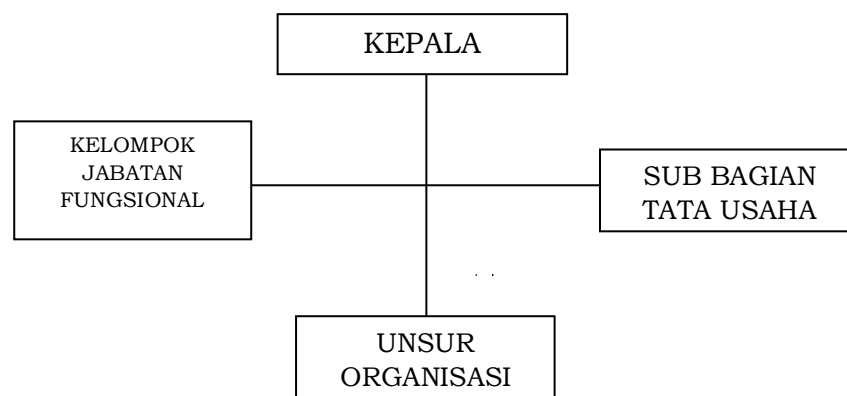 KEPALA
KELOMPOK
JABATAN
FUNGSIONAL
SUB BAGIAN
TATA USAHA
UNSUR
ORGANISASI